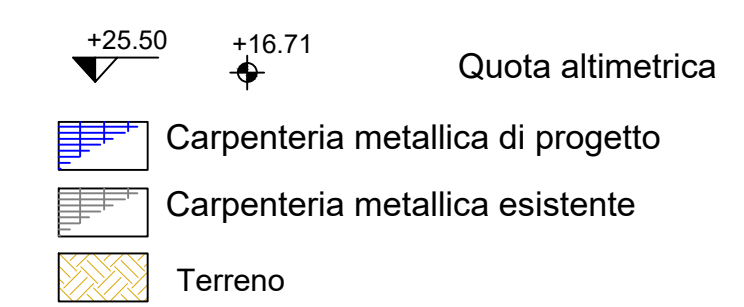 +25.50 +16.71 Quota altimetrica
Carpenteria metallica di progetto
Carpenteria metallica esistente
Terreno